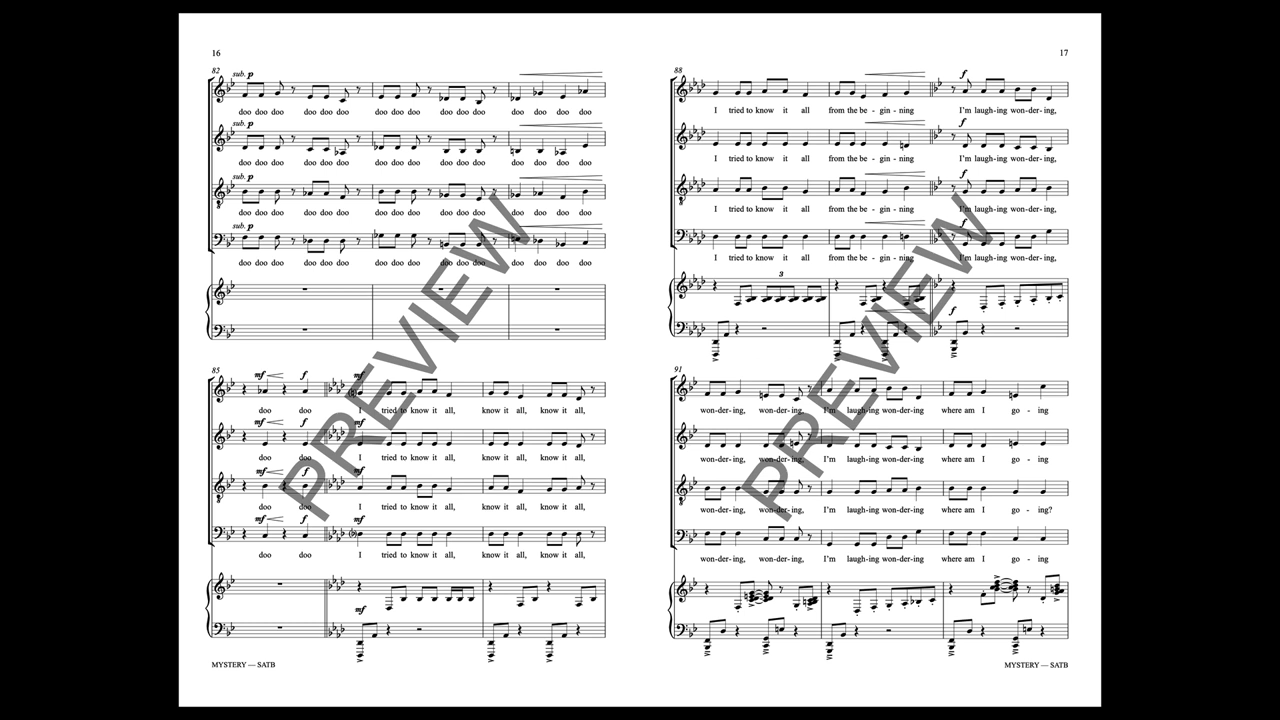 16
82
sub. p
doo doo doo doo doo doo doo doo doo doo doo doo doo doo doo doo
sub. p
doo doo doo doo doo doo doo doo doo doo doo doo doo doo doo doo
sub. p
doo doo doo doo doo doo doo doo doo doo doo doo doo doo doo doo
sub. p
doo doo doo doo doo doo doo doo doo doo doo doo doo doo doo doo
85
mf f mf
doo doo I tried to know it all, know it all, know it all,
mf f mf
doo doo I tried to know it all, know it all, know it all,
mf f mf
doo doo I tried to know it all, know it all, know it all,
mf f mf
doo doo I tried to know it all, know it all, know it all,
mf
MYSTERY — SATB
PREVIEW
17
88
f
I tried to know it all from the be - gin - ning I'm laugh-ing won-der-ing,
f
I tried to know it all from the be - gin - ning I'm laugh-ing won-der-ing,
f
I tried to know it all from the be - gin - ning I'm laugh-ing won-der-ing,
f
I tried to know it all from the be - gin - ning I'm laugh-ing won-der-ing,
3
f
91
won-der-ing, won-der-ing, I'm laugh-ing won-der-ing where am I go - ing
won-der-ing, won-der-ing, I'm laugh-ing won-der-ing where am I go - ing
won-der-ing, won-der-ing, I'm laugh-ing won-der-ing where am I go - ing?
won-der-ing, won-der-ing, I'm laugh-ing won-der-ing where am I go - ing
MYSTERY — SATB
PREVIEW